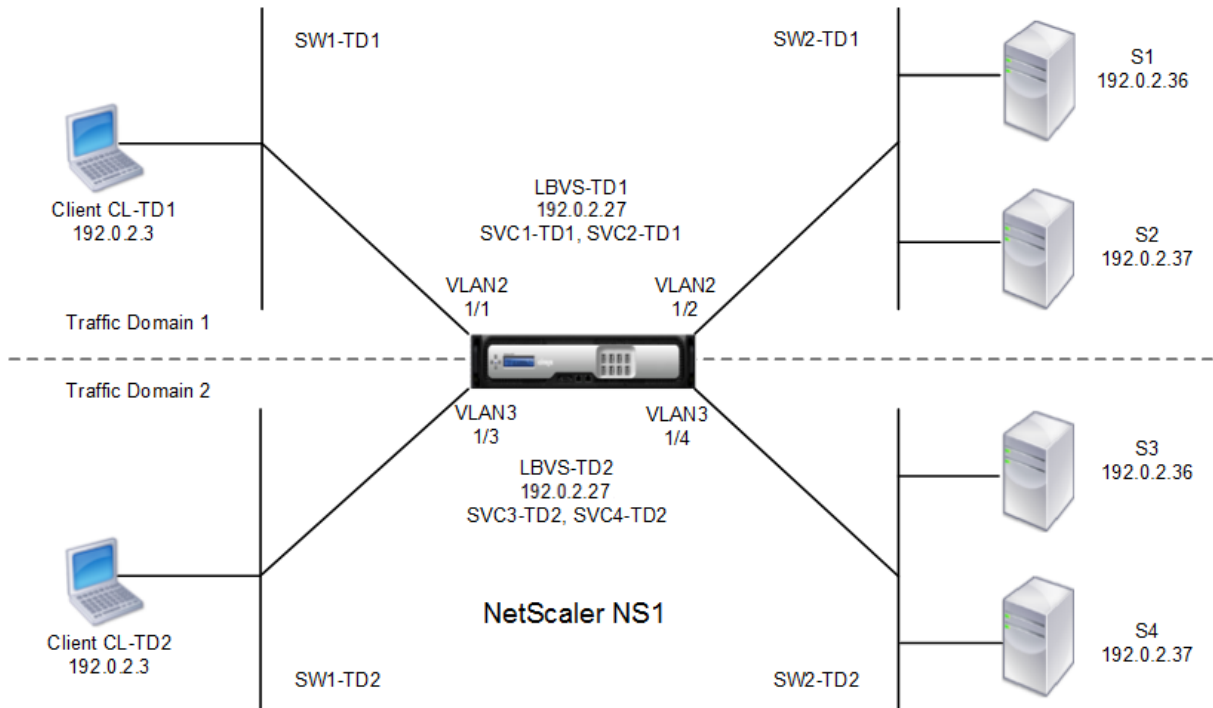 SW1-TD1
SW2-TD1
S1
192.0.2.36
Client CL-TD1
192.0.2.3
LBVS-TD1
192.0.2.27
SVC1-TD1, SVC2-TD1
S2
192.0.2.37
VLAN2
1/1
VLAN2
1/2
Traffic Domain 1
Traffic Domain 2
VLAN3
1/3
VLAN3
1/4
LBVS-TD2
192.0.2.27
SVC3-TD2, SVC4-TD2
S3
192.0.2.36
NetScaler NS1
Client CL-TD2
192.0.2.3
S4
192.0.2.37
SW1-TD2
SW2-TD2